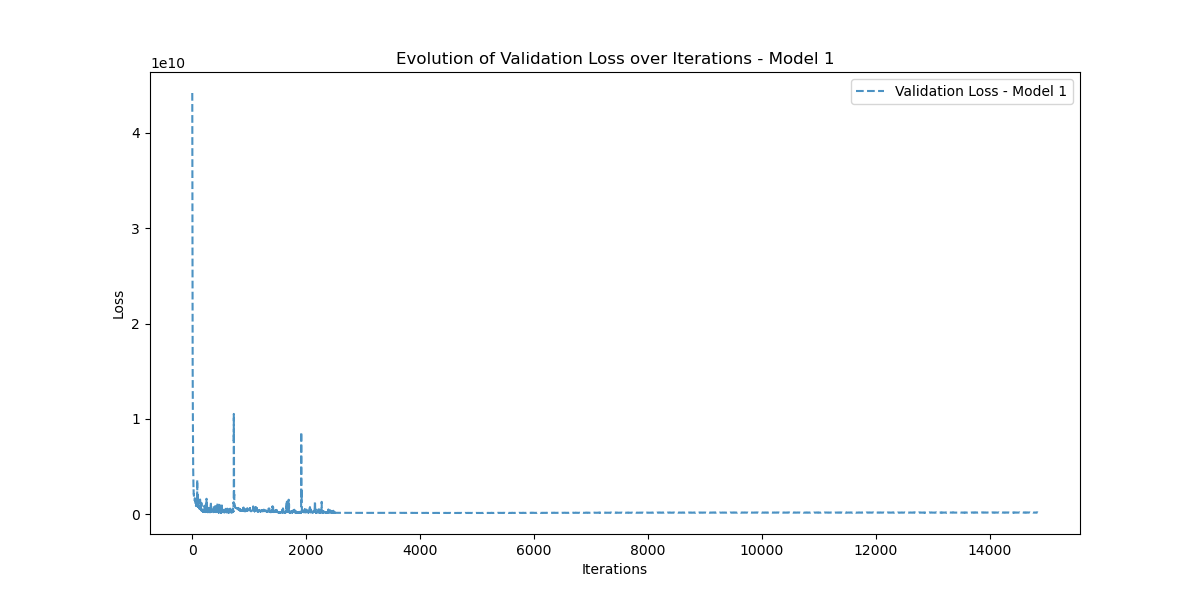 Evolution of Validation Loss over Iterations - Model 1
1e10
Validation Loss - Model 1
4
3
2
1
0
Loss
0 2000 4000 6000 8000 10000 12000 14000
Iterations